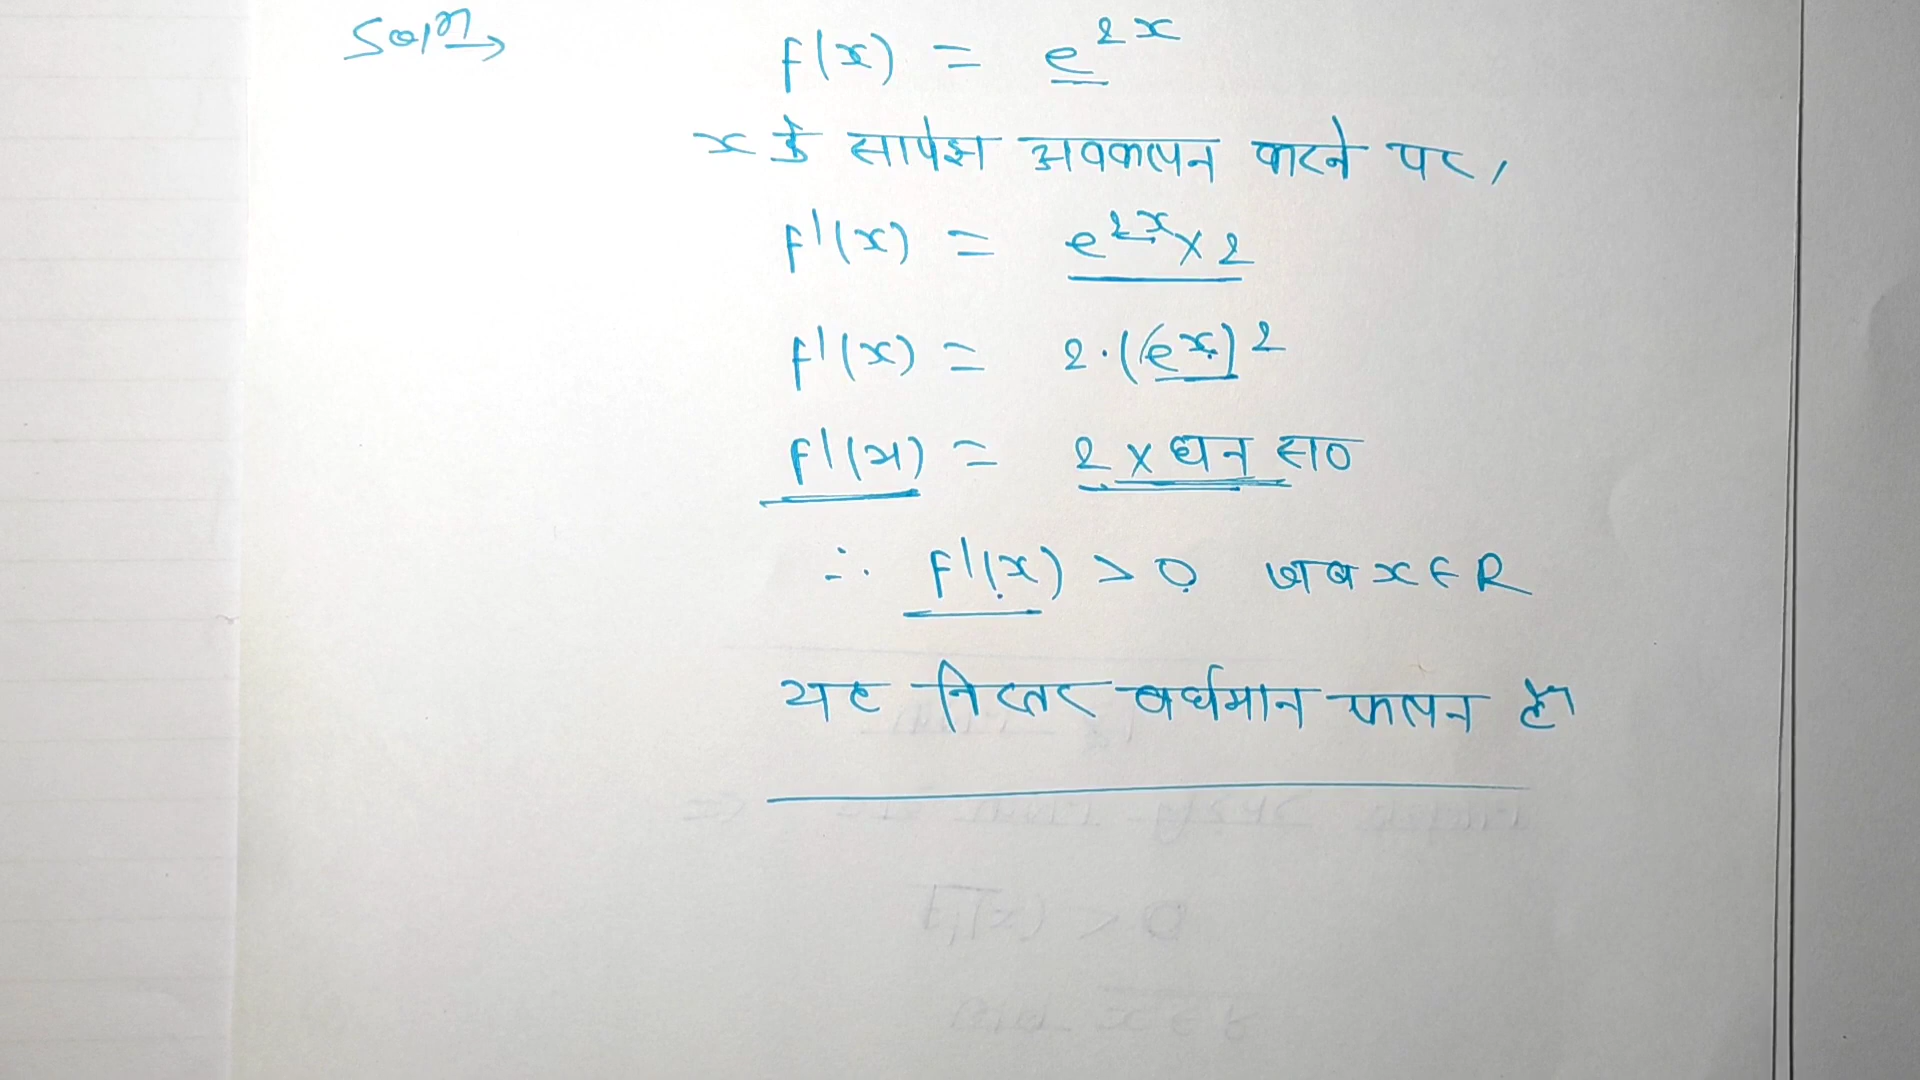 Solⁿ→ f(x) = e^{2x}
x के सापेक्ष अवकलन करने पर,
f'(x) = e^{2x} × 2
f'(x) = 2·(e^x)^2
f'(x) = 2 × धन सं०
∴ f'(x) > 0 जब x ∈ R
यह निरन्तर वर्धमान फलन है।